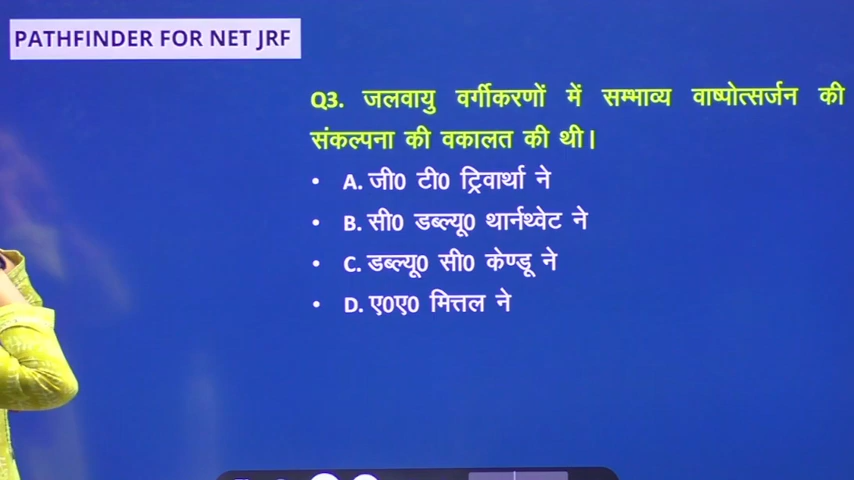 PATHFINDER FOR NET JRF
Q3. जलवायु वर्गीकरणों में सम्भाव्य वाष्पोत्सर्जन की
संकल्पना की वकालत की थी।
• A. जी0 टी0 ट्रिवार्था ने
• B. सी0 डब्ल्यू0 थार्नथ्वेट ने
• C. डब्ल्यू0 सी0 केण्डू ने
• D. ए0ए0 मित्तल ने